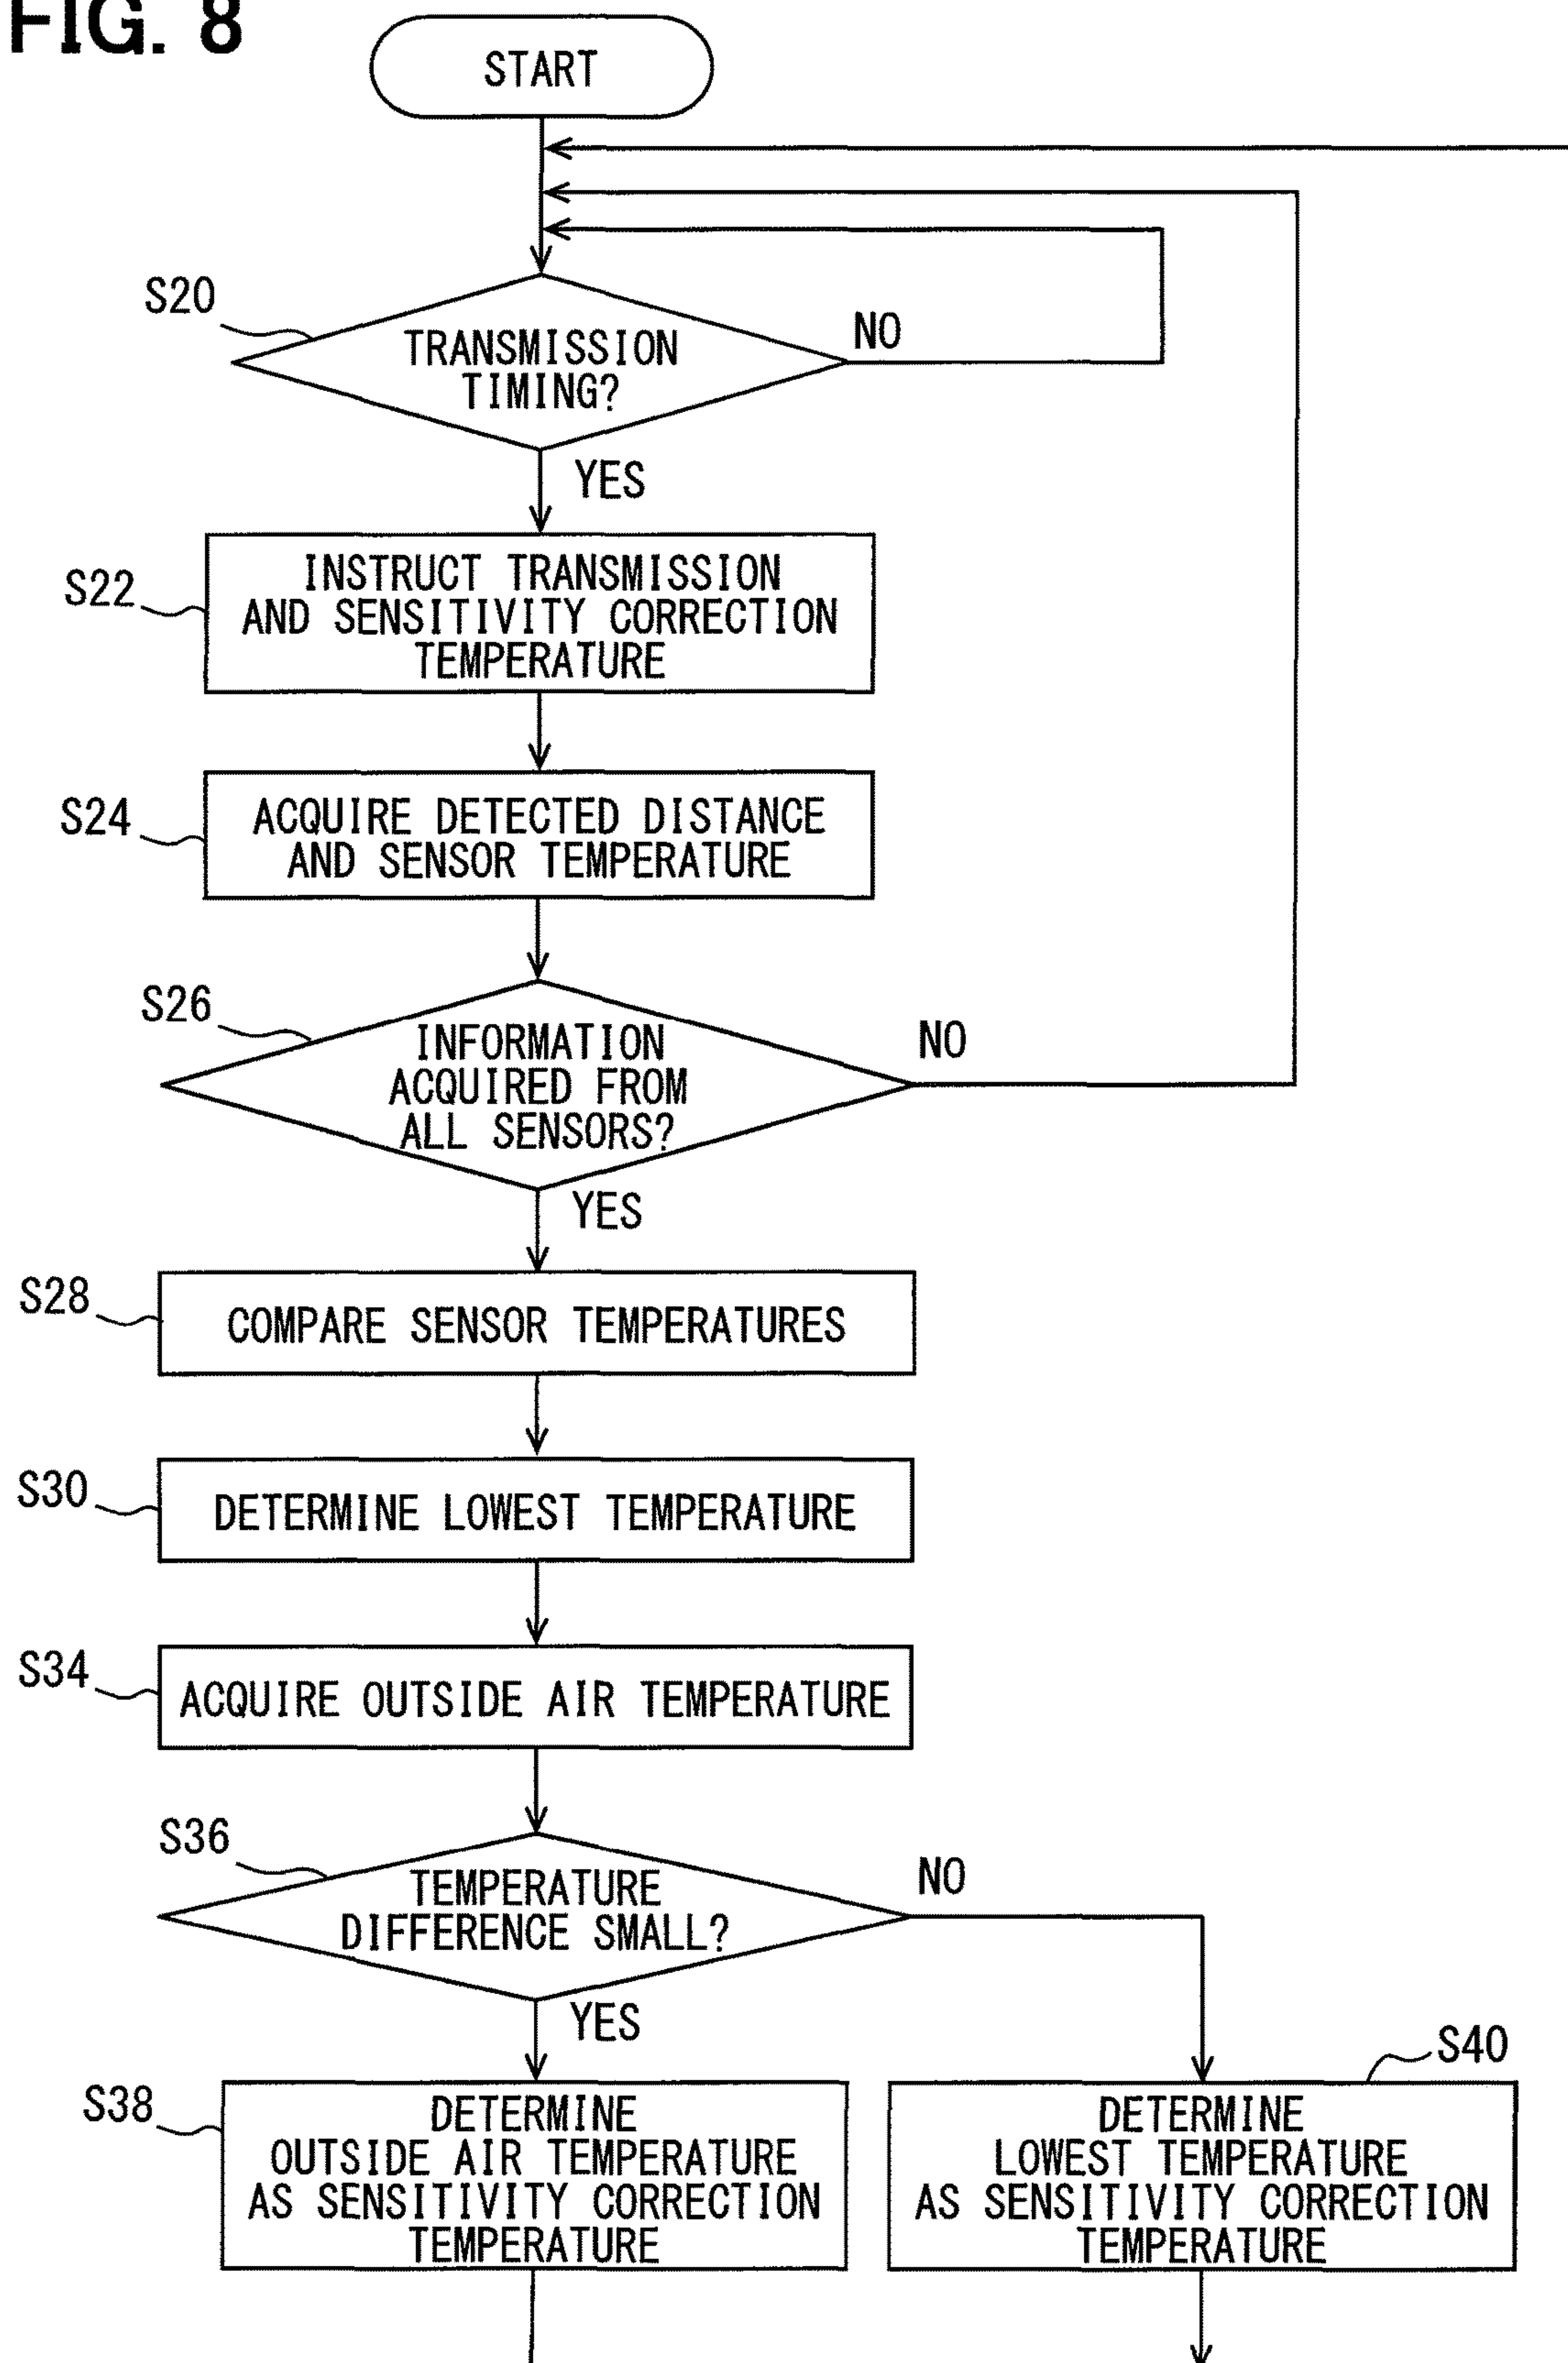 FIG. 8
START
S20
TRANSMISSION
TIMING?
NO
YES
S22
INSTRUCT TRANSMISSION
AND SENSITIVITY CORRECTION
TEMPERATURE
S24
ACQUIRE DETECTED DISTANCE
AND SENSOR TEMPERATURE
S26
INFORMATION
ACQUIRED FROM
ALL SENSORS?
NO
YES
S28
COMPARE SENSOR TEMPERATURES
S30
DETERMINE LOWEST TEMPERATURE
S34
ACQUIRE OUTSIDE AIR TEMPERATURE
S36
TEMPERATURE
DIFFERENCE SMALL?
NO
YES
S38
DETERMINE
OUTSIDE AIR TEMPERATURE
AS SENSITIVITY CORRECTION
TEMPERATURE
S40
DETERMINE
LOWEST TEMPERATURE
AS SENSITIVITY CORRECTION
TEMPERATURE